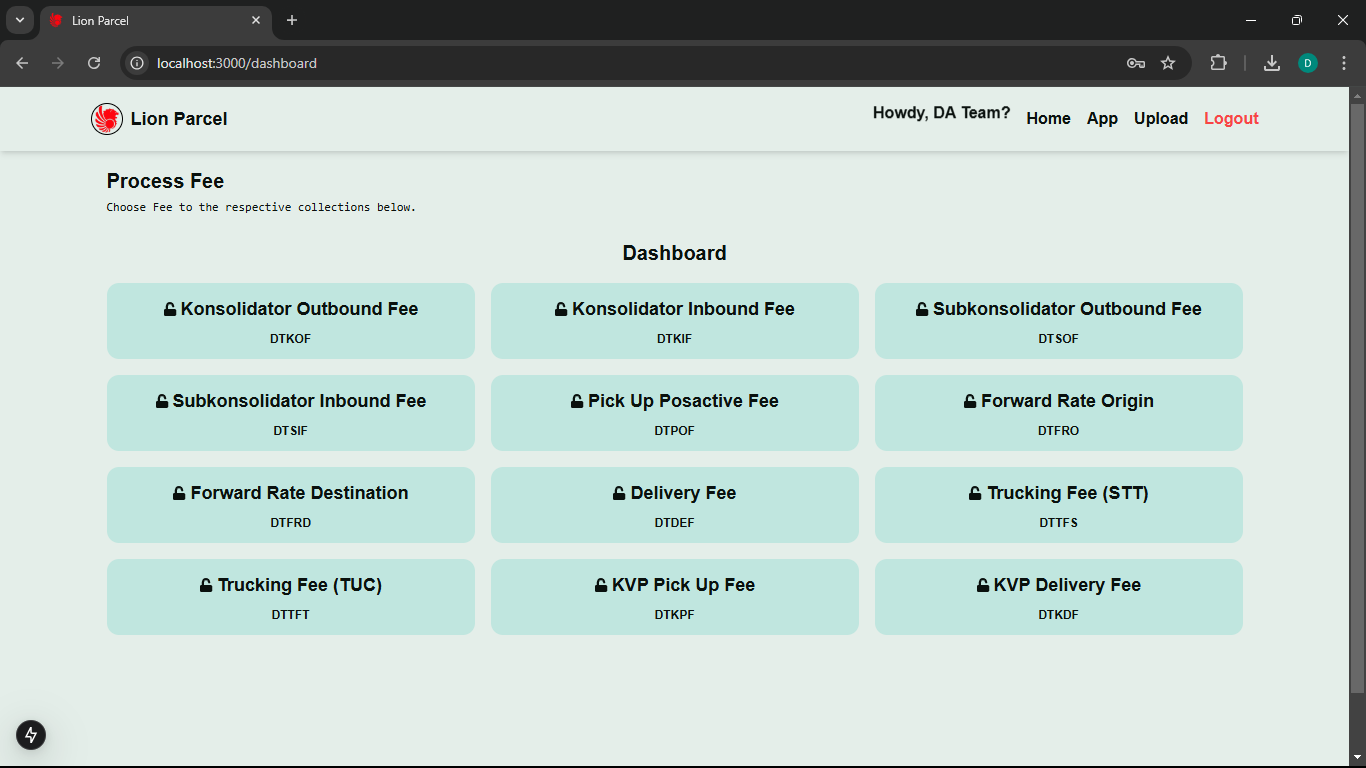 Lion Parcel
localhost:3000/dashboard
D
Lion Parcel
Howdy, DA Team? Home App Upload Logout
Process Fee
Choose Fee to the respective collections below.
Dashboard
Konsolidator Outbound Fee
DTKOF
Konsolidator Inbound Fee
DTKIF
Subkonsolidator Outbound Fee
DTSOF
Subkonsolidator Inbound Fee
DTSIF
Pick Up Posactive Fee
DTPOF
Forward Rate Origin
DTFRO
Forward Rate Destination
DTFRD
Delivery Fee
DTDEF
Trucking Fee (STT)
DTTFS
Trucking Fee (TUC)
DTTFT
KVP Pick Up Fee
DTKPF
KVP Delivery Fee
DTKDF